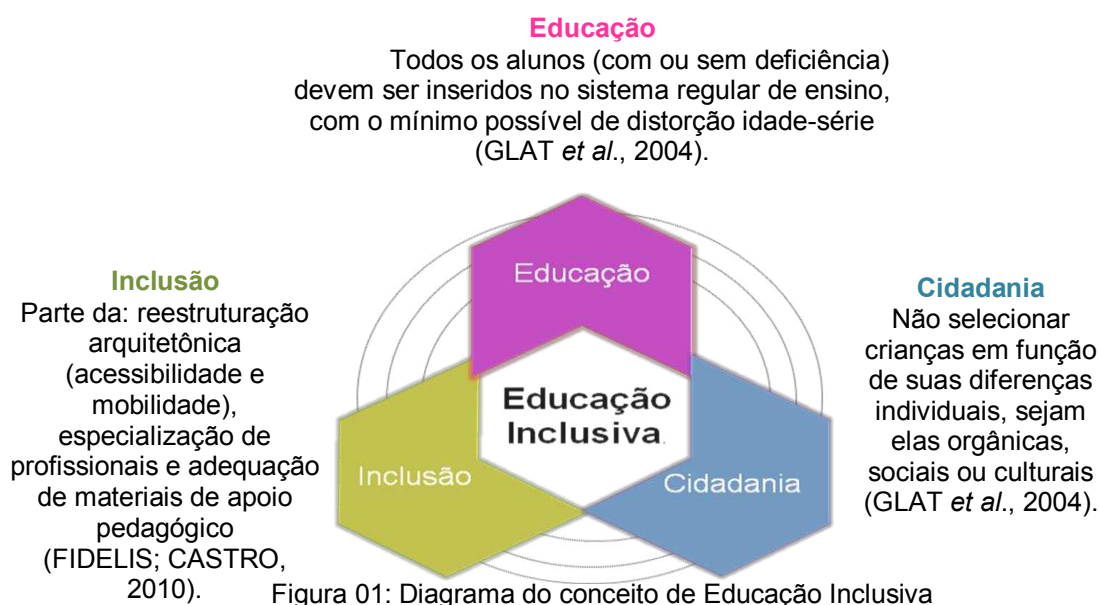 Educação
Todos os alunos (com ou sem deficiência)
devem ser inseridos no sistema regular de ensino,
com o mínimo possível de distorção idade-série
(GLAT et al., 2004).
Inclusão
Parte da: reestruturação
arquitetônica
(acessibilidade e
mobilidade),
especialização de
profissionais e adequação
de materiais de apoio
pedagógico
(FIDELIS; CASTRO,
2010).
Educação
Educação
Inclusiva.
Inclusão
Cidadania
Cidadania
Não selecionar
crianças em função
de suas diferenças
individuais, sejam
elas orgânicas,
sociais ou culturais
(GLAT et al., 2004).
Figura 01: Diagrama do conceito de Educação Inclusiva